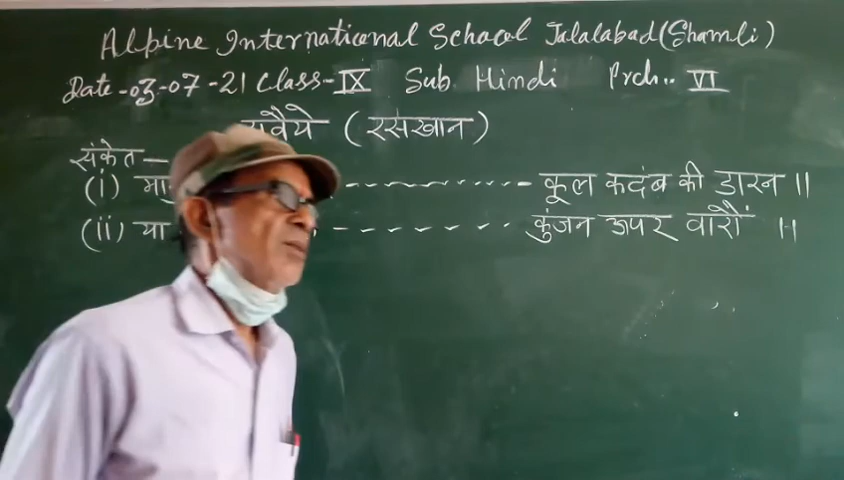 Alpine International School Jalalabad (Shamli)
Date-03-07-21 Class-IX Sub Hindi Prch.. VI
सवैये (रसखान)
संकेत—
(i) मानु --------- कूल कदंब की डारन ॥
(ii) या ------- कुंजन ऊपर वारौं ॥